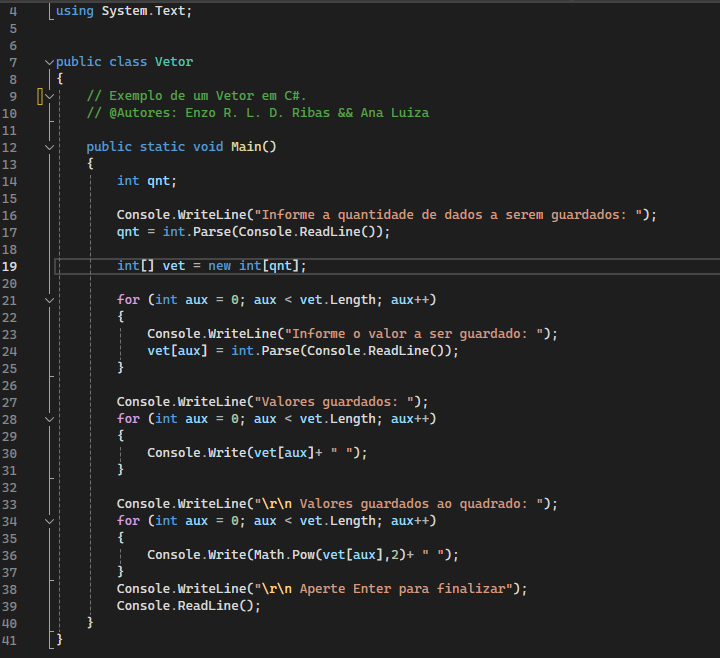 4 using System.Text;
5
6
7 public class Vetor
8 {
9 // Exemplo de um Vetor em C#.
10 // @Autores: Enzo R. L. D. Ribas && Ana Luiza
11
12 public static void Main()
13 {
14 int qnt;
15
16 Console.WriteLine("Informe a quantidade de dados a serem guardados: ");
17 qnt = int.Parse(Console.ReadLine());
18
19 int[] vet = new int[qnt];
20
21 for (int aux = 0; aux < vet.Length; aux++)
22 {
23 Console.WriteLine("Informe o valor a ser guardado: ");
24 vet[aux] = int.Parse(Console.ReadLine());
25 }
26
27 Console.WriteLine("Valores guardados: ");
28 for (int aux = 0; aux < vet.Length; aux++)
29 {
30 Console.Write(vet[aux]+ " ");
31 }
32
33 Console.WriteLine("\r\n Valores guardados ao quadrado: ");
34 for (int aux = 0; aux < vet.Length; aux++)
35 {
36 Console.Write(Math.Pow(vet[aux],2)+ " ");
37 }
38 Console.WriteLine("\r\n Aperte Enter para finalizar");
39 Console.ReadLine();
40 }
41 }